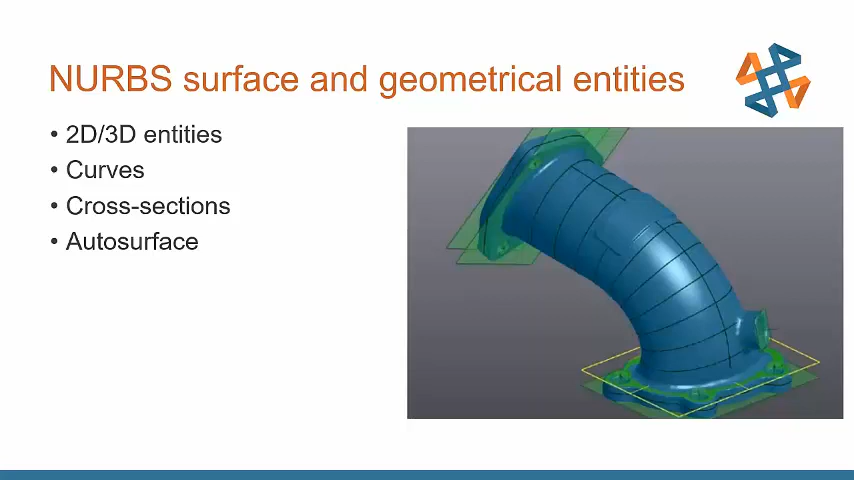 NURBS surface and geometrical entities
• 2D/3D entities
• Curves
• Cross-sections
• Autosurface